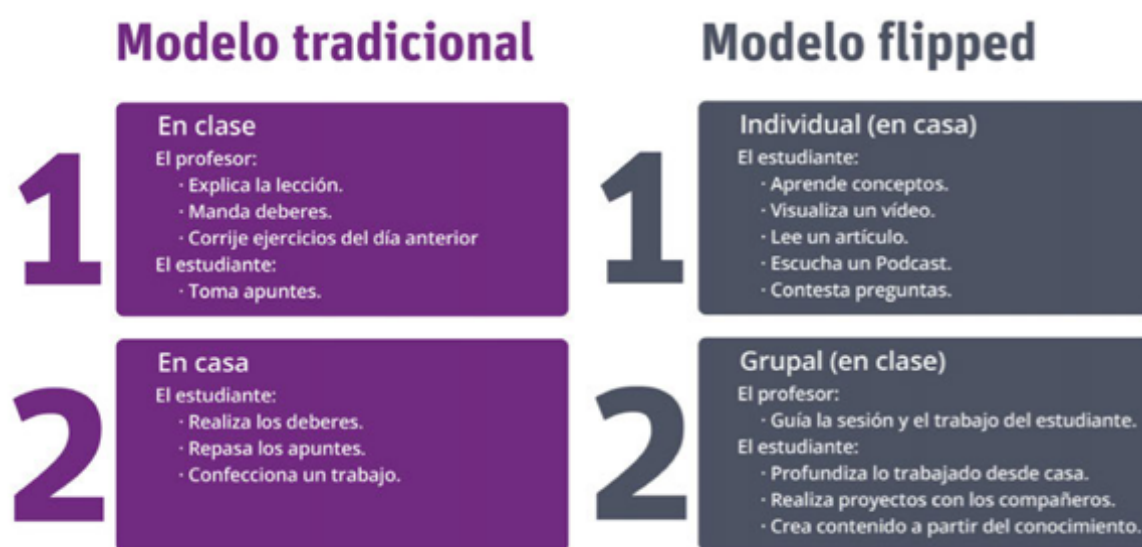 Modelo tradicional
1
En clase
El profesor:
· Explica la lección.
· Manda deberes.
· Corrije ejercicios del día anterior
El estudiante:
· Toma apuntes.
2
En casa
El estudiante:
· Realiza los deberes.
· Repasa los apuntes.
· Confecciona un trabajo.
Modelo flipped
1
Individual (en casa)
El estudiante:
· Aprende conceptos.
· Visualiza un vídeo.
· Lee un artículo.
· Escucha un Podcast.
· Contesta preguntas.
2
Grupal (en clase)
El profesor:
· Guía la sesión y el trabajo del estudiante.
El estudiante:
· Profundiza lo trabajado desde casa.
· Realiza proyectos con los compañeros.
· Crea contenido a partir del conocimiento.